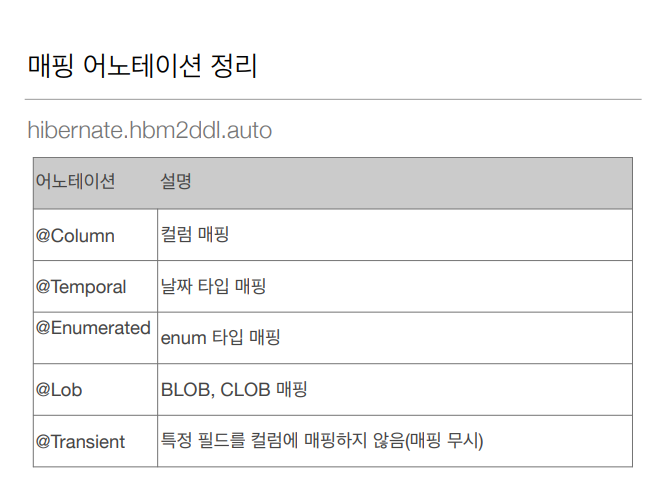 매핑 어노테이션 정리
hibernate.hbm2ddl.auto
어노테이션 설명
@Column 컬럼 매핑
@Temporal 날짜 타입 매핑
@Enumerated enum 타입 매핑
@Lob BLOB, CLOB 매핑
@Transient 특정 필드를 컬럼에 매핑하지 않음(매핑 무시)